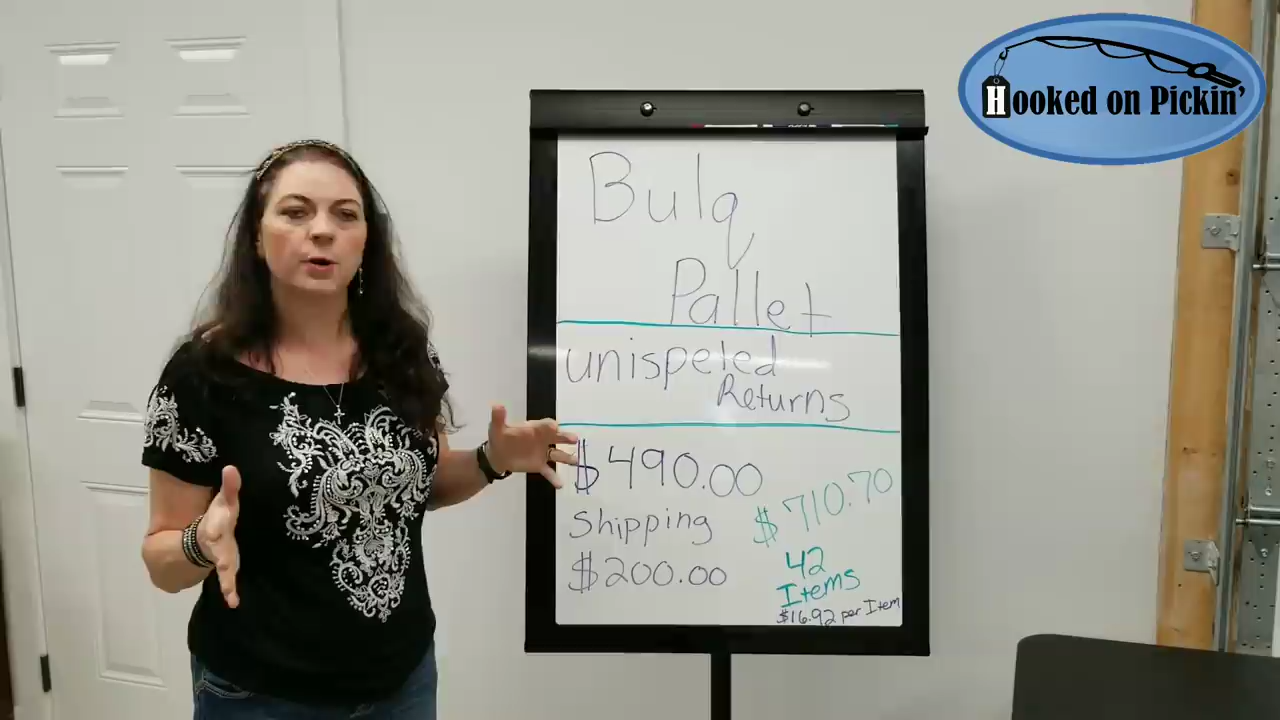 Hooked on Pickin'
Bulq
Pallet
unispeted
Returns
$490.00
$710.70
Shipping
$200.00
42
Items
$16.92 per Item